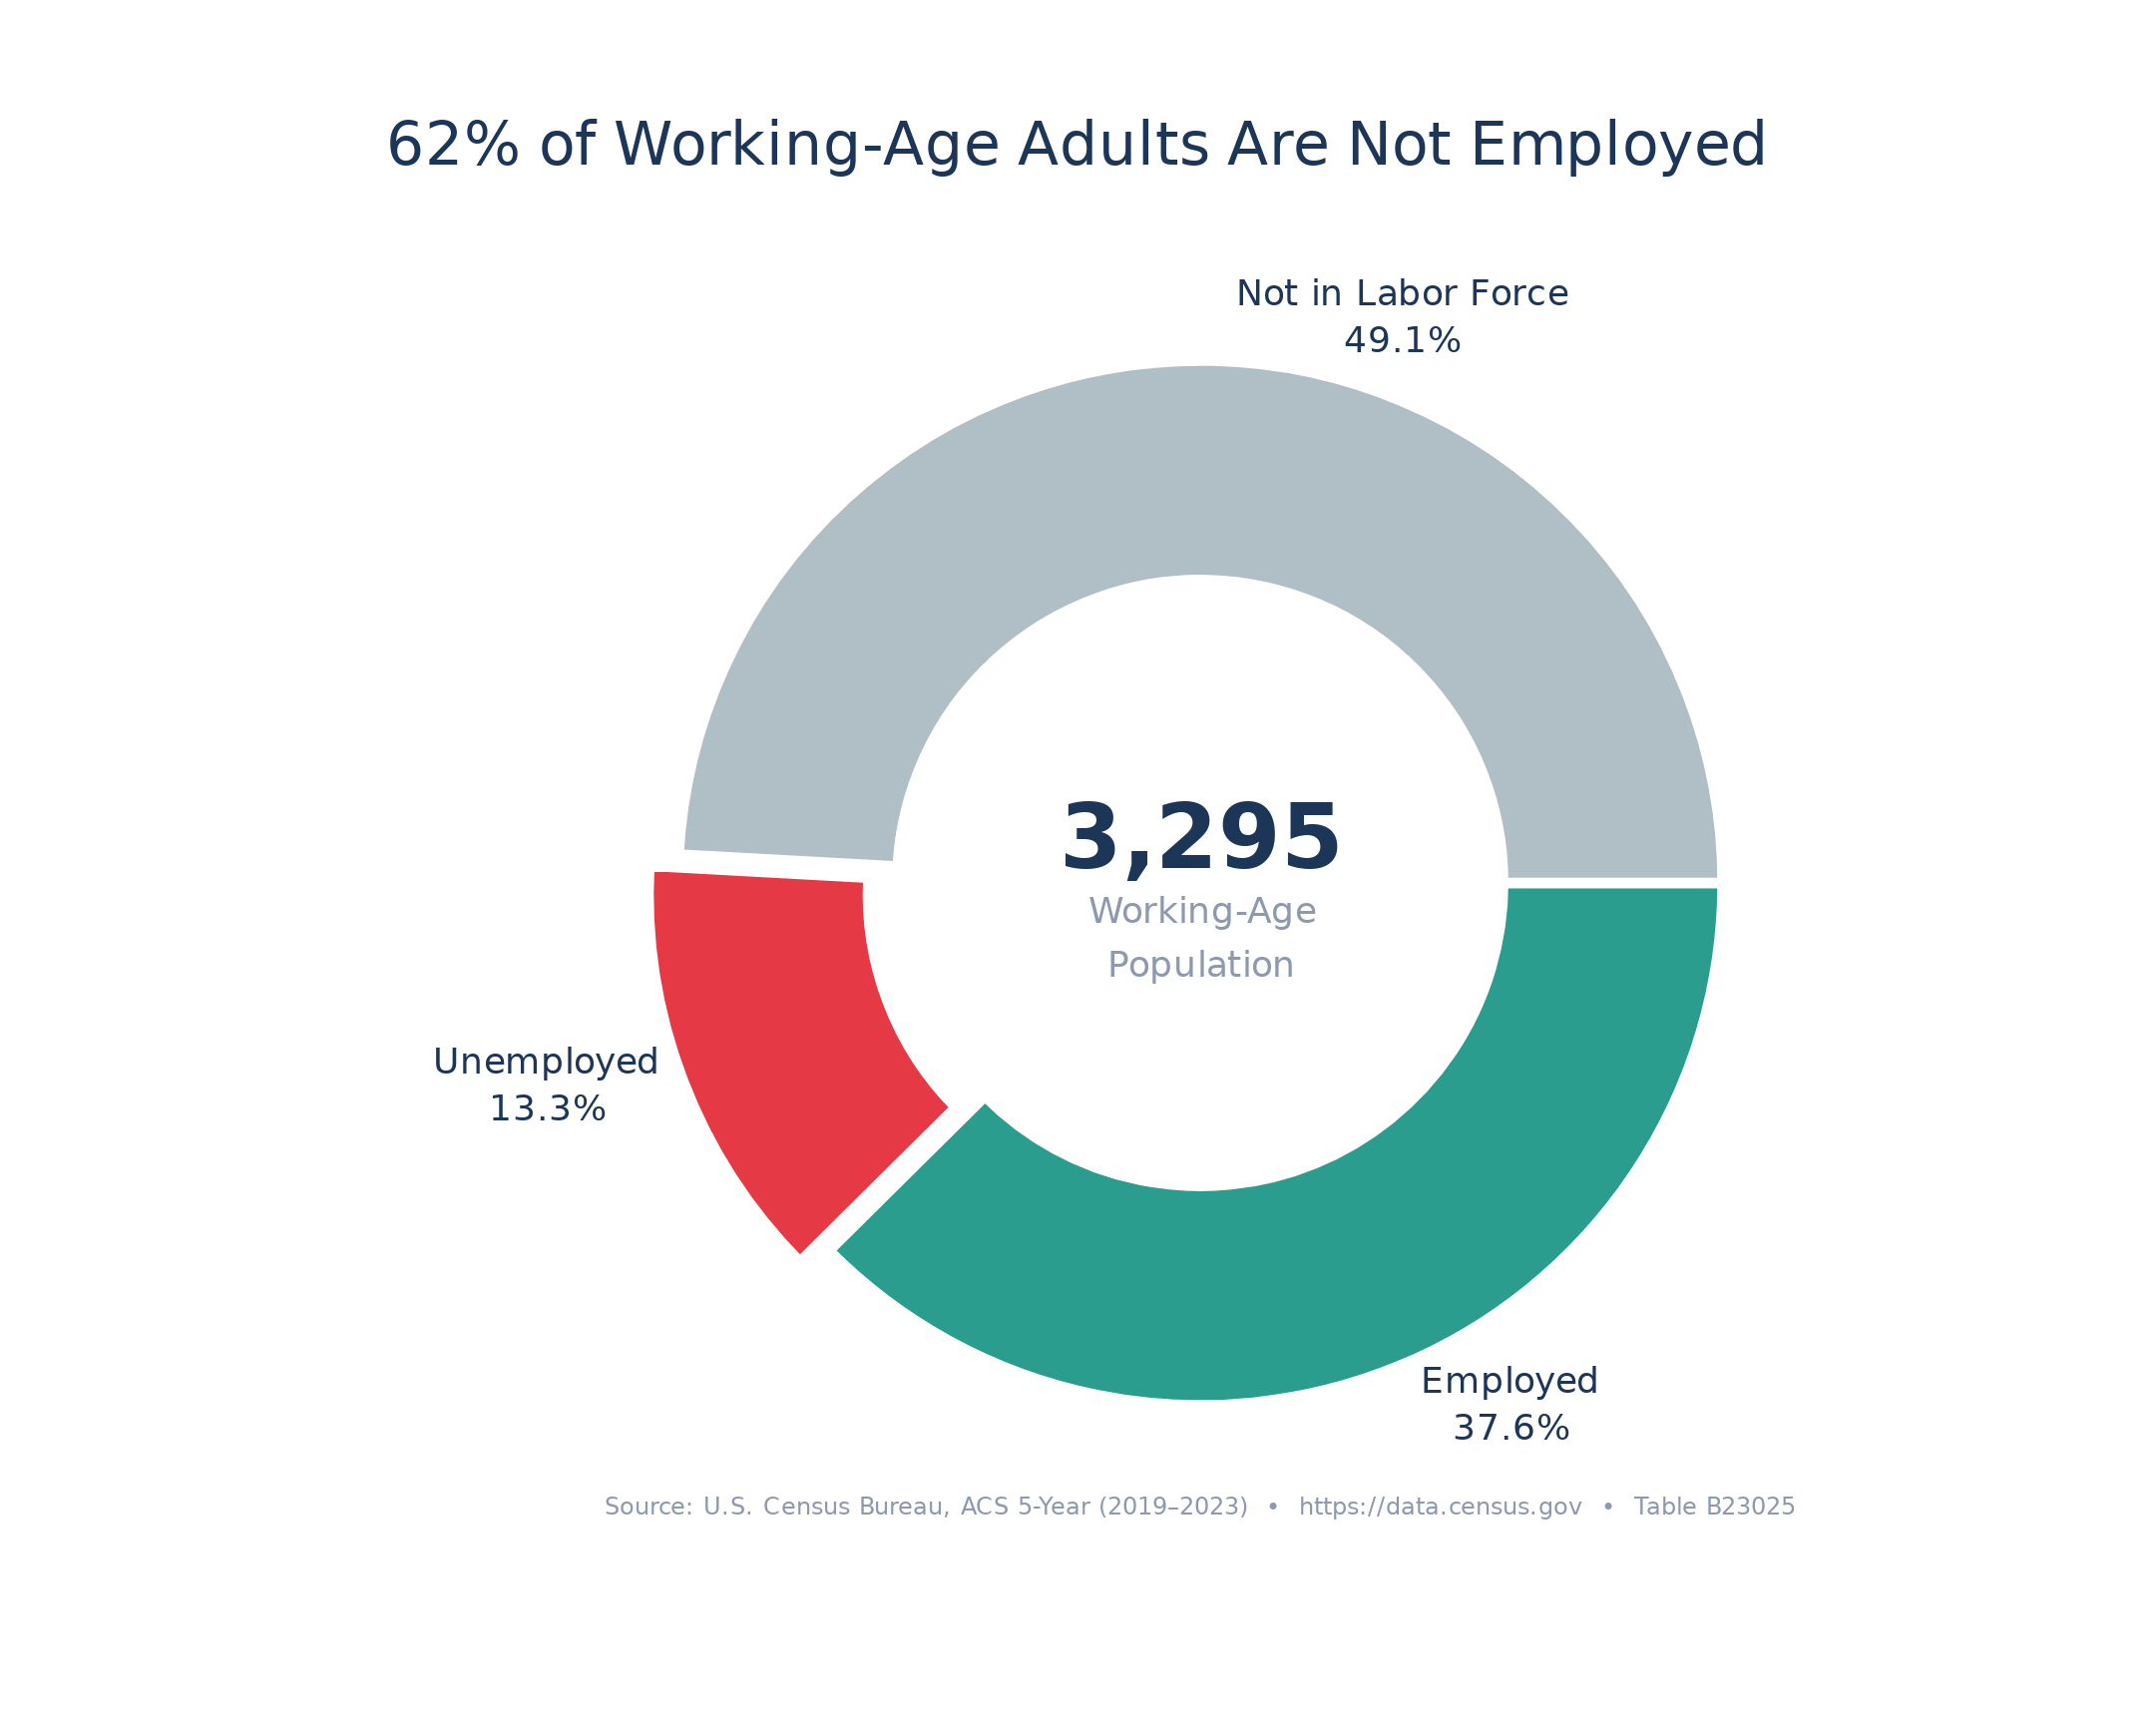 62% of Working-Age Adults Are Not Employed
Not in Labor Force
49.1%
3,295
Working-Age
Population
Unemployed
13.3%
Employed
37.6%
Source: U.S. Census Bureau, ACS 5-Year (2019–2023) • https://data.census.gov • Table B23025